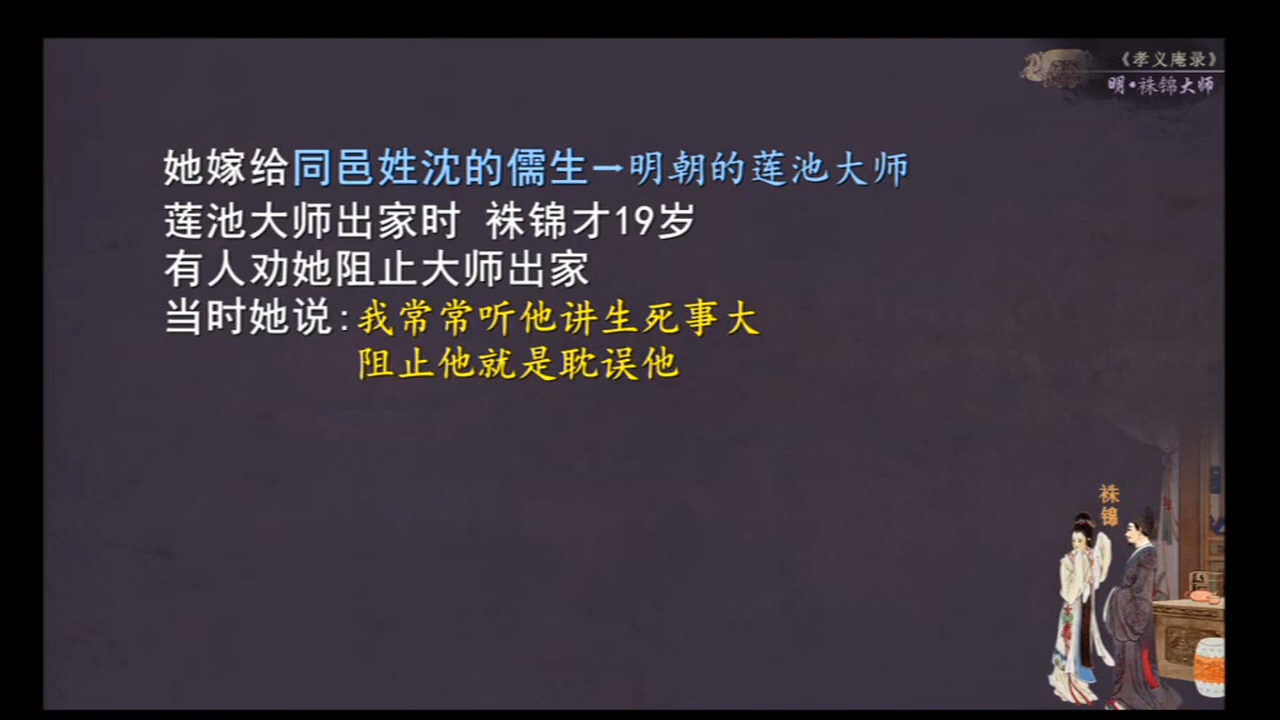 《孝义庵录》
明•袾锦大师
她嫁给同邑姓沈的儒生→明朝的莲池大师
莲池大师出家时 袾锦才19岁
有人劝她阻止大师出家
当时她说:我常常听他讲生死事大
阻止他就是耽误他
袾锦